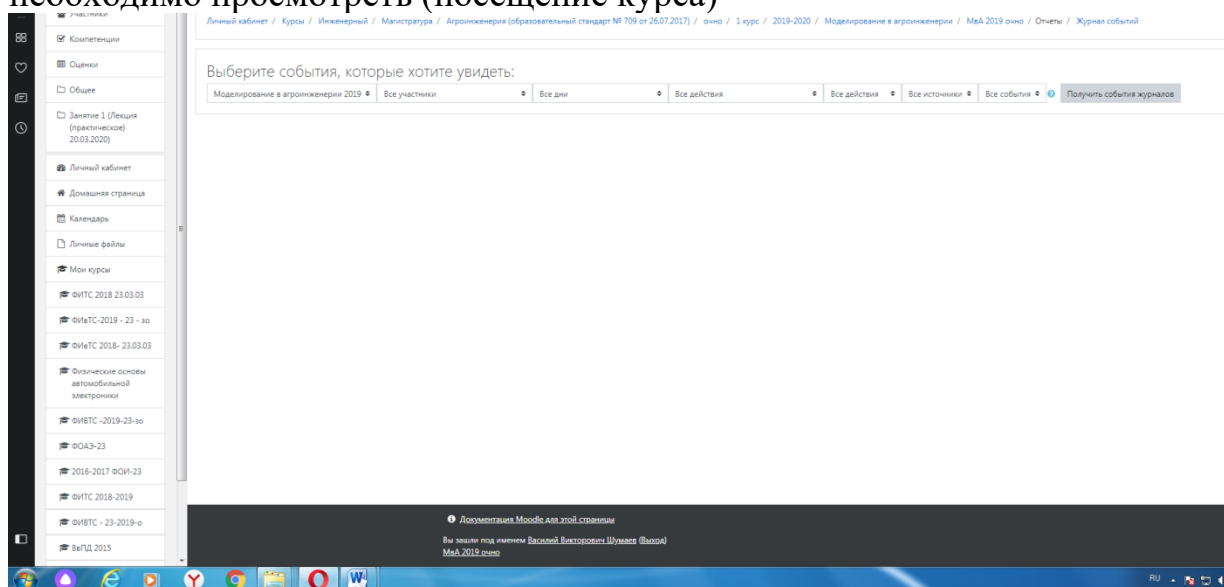 необходимо просмотреть (посещение курса)
Участники
Компетенции
Оценки
Общее
Занятие 1 (Лекция
(практическое)
20.03.2020)
Личный кабинет
Домашняя страница
Календарь
Личные файлы
Мои курсы
ФИТС 2018 23.03.03
ФИвТС-2019 - 23 - зо
ФИвТС 2018- 23.03.03
Физические основы
автомобильной
электроники
ФИВТС -2019-23-зо
ФОАЭ-23
2016-2017 ФОИ-23
ФИТС 2018-2019
ФИВТС - 23-2019-о
ВвПД 2015
Личный кабинет / Курсы / Инженерный / Магистратура / Агроинженерия (образовательный стандарт № 709 от 26.07.2017) / очно / 1 курс / 2019-2020 / Моделирование в агроинженерии / МвА 2019 очно / Отчеты / Журнал событий
Выберите события, которые хотите увидеть:
Моделирование в агроинженерии 2019 Все участники Все дни Все действия Все действия Все источники Все события Получить события журналов
Документация Moodle для этой страницы
Вы зашли под именем Василий Викторович Шумаев (Выход)
МвА 2019 очно
RU